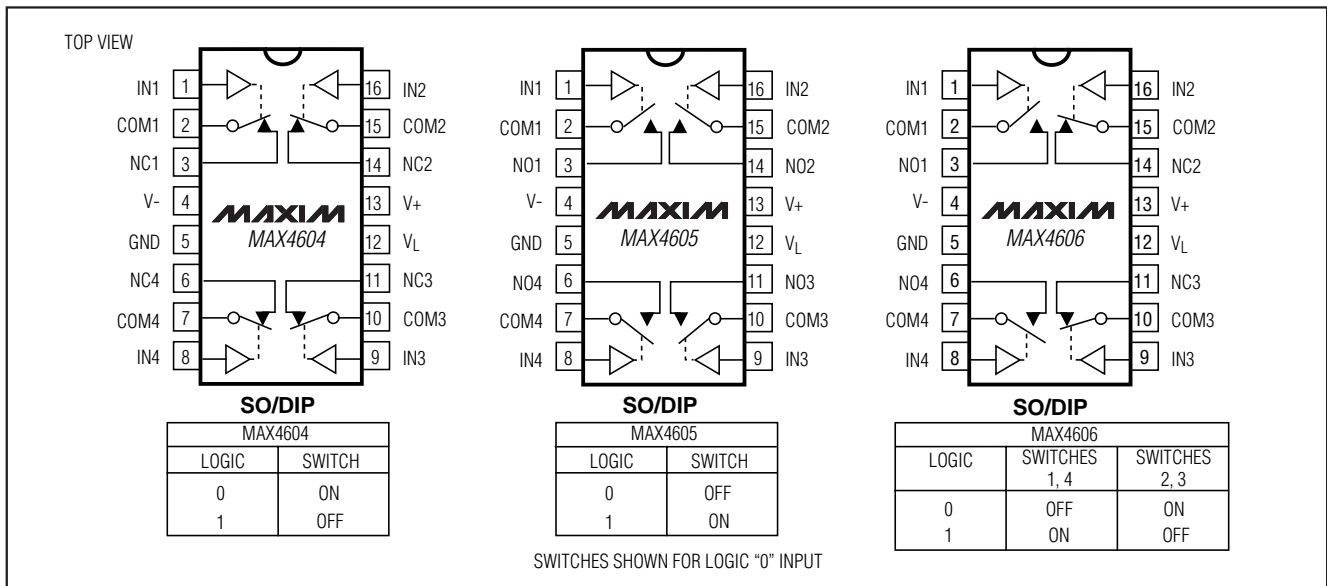 TOP VIEW
IN1 1 16 IN2
COM1 2 15 COM2
NC1 3 14 NC2
V- 4 13 V+
GND 5 12 VL
NC4 6 11 NC3
COM4 7 10 COM3
IN4 8 9 IN3
MAXIM
MAX4604
SO/DIP
MAX4604
LOGIC SWITCH
0 ON
1 OFF
IN1 1 16 IN2
COM1 2 15 COM2
NO1 3 14 NO2
V- 4 13 V+
GND 5 12 VL
NO4 6 11 NO3
COM4 7 10 COM3
IN4 8 9 IN3
MAXIM
MAX4605
SO/DIP
MAX4605
LOGIC SWITCH
0 OFF
1 ON
IN1 1 16 IN2
COM1 2 15 COM2
NO1 3 14 NC2
V- 4 13 V+
GND 5 12 VL
NO4 6 11 NC3
COM4 7 10 COM3
IN4 8 9 IN3
MAXIM
MAX4606
SO/DIP
MAX4606
LOGIC SWITCHES SWITCHES
1, 4 2, 3
0 OFF ON
1 ON OFF
SWITCHES SHOWN FOR LOGIC “0” INPUT